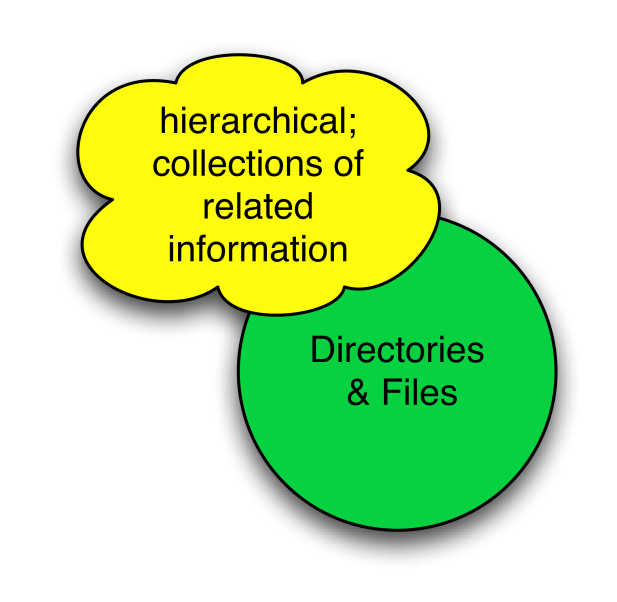 hierarchical;
collections of
related
information
Directories
& Files